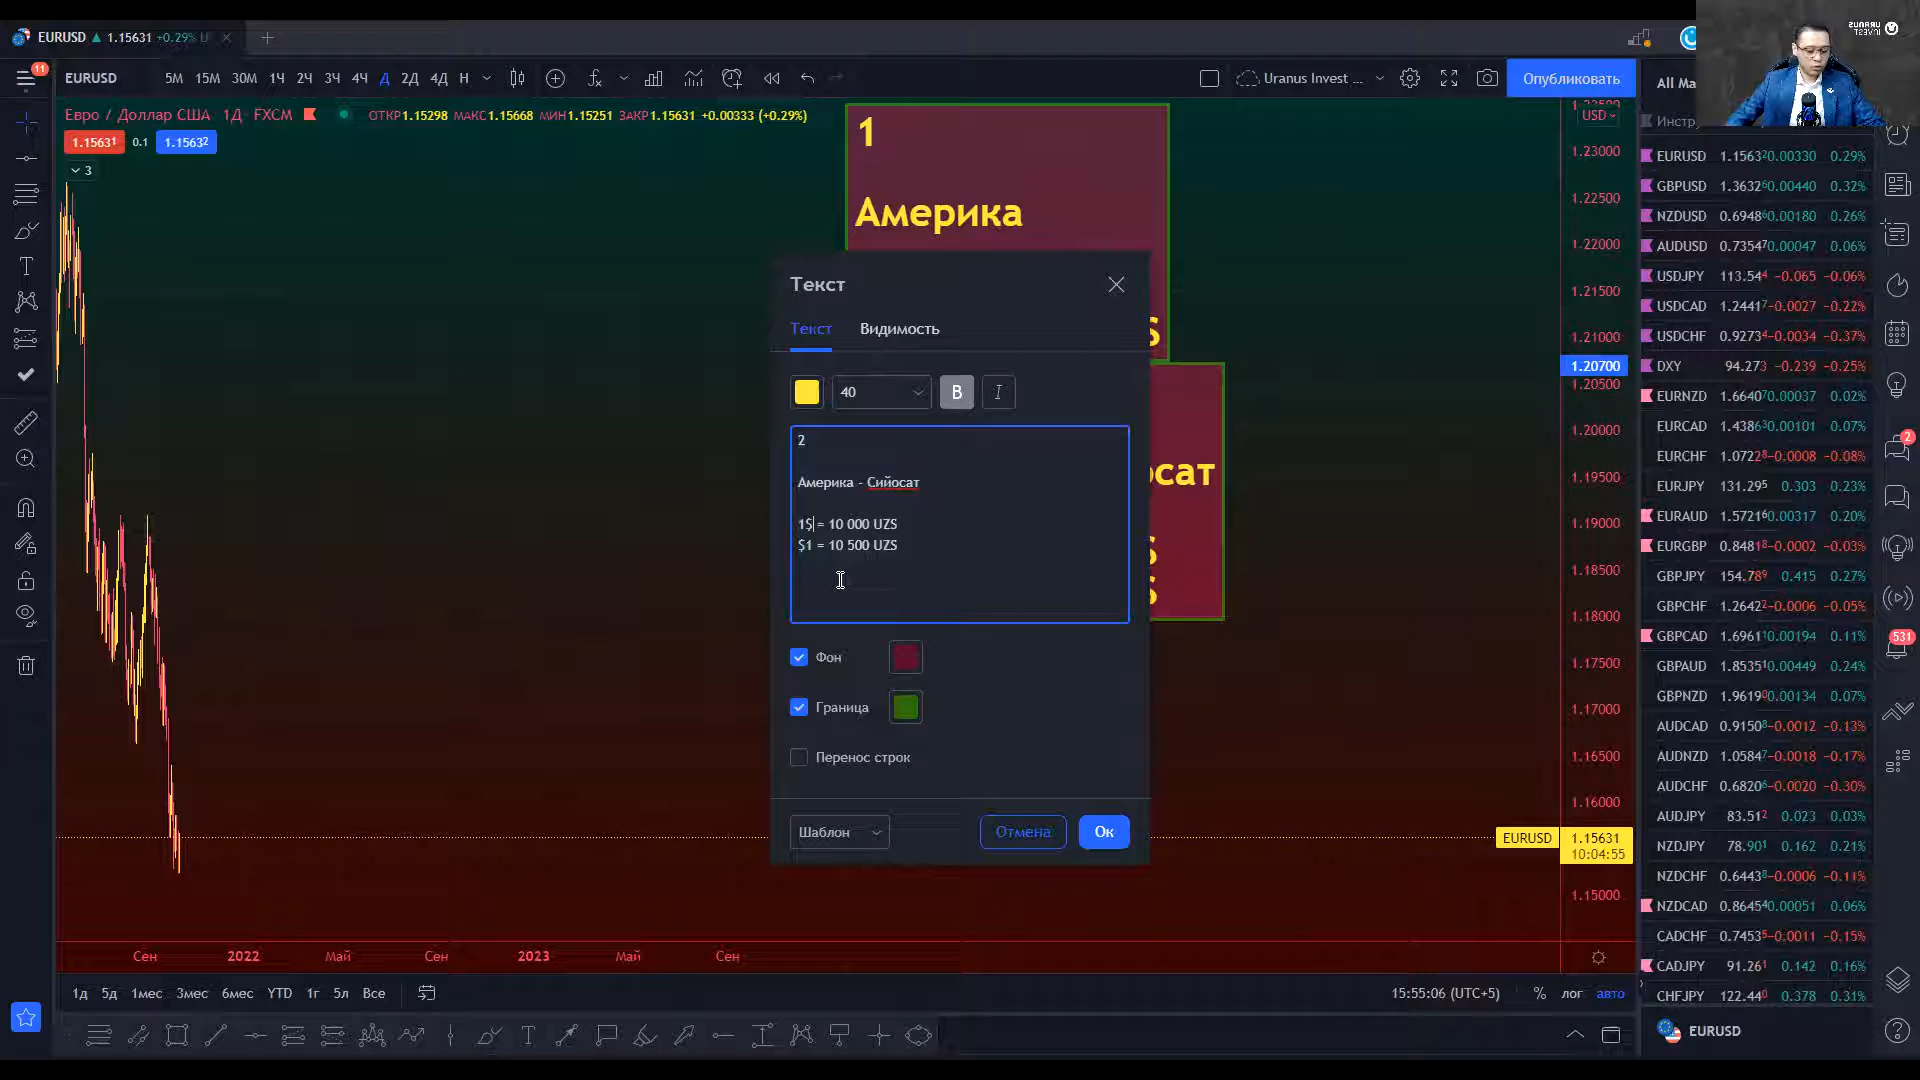 EURUSD ▲ 1.15631 +0.29% U
11
EURUSD
5М 15М 30М 1Ч 2Ч 3Ч 4Ч Д 2Д 4Д Н
Uranus Invest ...
Опубликовать
URANUS
INVEST
All Ma
Евро / Доллар США 1Д FXCM
ОТКР1.15298 МАКС1.15668 МИН1.15251 ЗАКР1.15631 +0.00333 (+0.29%)
1.15631 0.1 1.15632
3
1
Америка
Текст
Текст Видимость
40
B I
2
Америка - Сийосат
1$ = 10 000 UZS
$1 = 10 500 UZS
Фон
Граница
Перенос строк
Шаблон
Отмена
Ок
осат
USD
1.23000
1.22500
1.22000
1.21500
1.21000
1.20700
1.20500
1.20000
1.19500
1.19000
1.18500
1.18000
1.17500
1.17000
1.16500
1.16000
EURUSD 1.15631
10:04:55
1.15000
Сен 2022 Май Сен 2023 Май Сен
1д 5д 1мес 3мес 6мес YTD 1г 5л Все
15:55:06 (UTC+5) % лог авто
Инстр
EURUSD 1.15632 0.00330 0.29%
GBPUSD 1.36326 0.00440 0.32%
NZDUSD 0.69486 0.00180 0.26%
AUDUSD 0.73547 0.00047 0.06%
USDJPY 113.544 −0.065 −0.06%
USDCAD 1.24417 −0.0027 −0.22%
USDCHF 0.92734 −0.0034 −0.37%
DXY 94.273 −0.239 −0.25%
EURNZD 1.66407 0.00037 0.02%
EURCAD 1.43863 0.00101 0.07%
EURCHF 1.07228 −0.0008 −0.08%
EURJPY 131.295 0.303 0.23%
EURAUD 1.57216 0.00317 0.20%
EURGBP 0.84818 −0.0002 −0.03%
GBPJPY 154.789 0.415 0.27%
GBPCHF 1.26422 −0.0006 −0.05%
GBPCAD 1.69611 0.00194 0.11%
GBPAUD 1.85351 0.00449 0.24%
GBPNZD 1.96190 0.00134 0.07%
AUDCAD 0.91508 −0.0012 −0.13%
AUDNZD 1.05847 −0.0018 −0.17%
AUDCHF 0.68206 −0.0020 −0.30%
AUDJPY 83.512 0.023 0.03%
NZDJPY 78.901 0.162 0.21%
NZDCHF 0.64438 −0.0006 −0.11%
NZDCAD 0.86454 0.00051 0.06%
CADCHF 0.74535 −0.0011 −0.15%
CADJPY 91.261 0.142 0.16%
CHFJPY 122.440 0.378 0.31%
EURUSD
2
531